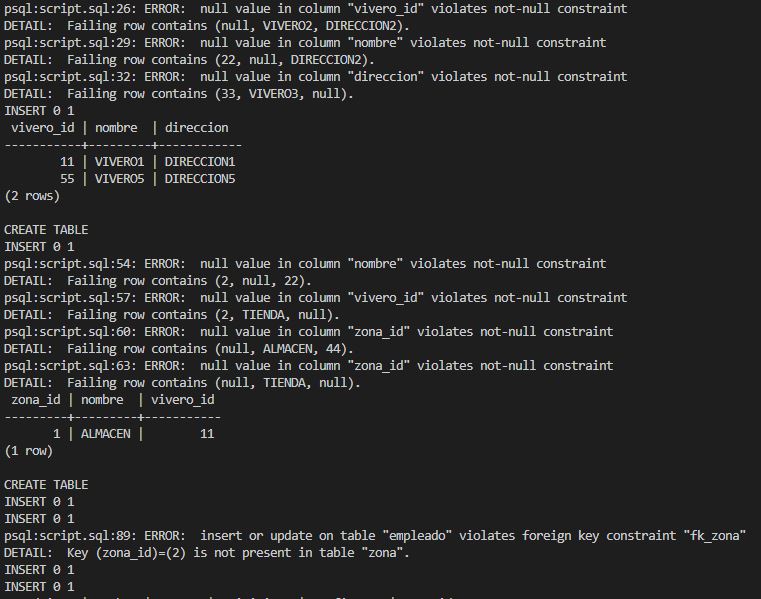 psql:script.sql:26: ERROR:  null value in column "vivero_id" violates not-null constraint
DETAIL:  Failing row contains (null, VIVERO2, DIRECCION2).
psql:script.sql:29: ERROR:  null value in column "nombre" violates not-null constraint
DETAIL:  Failing row contains (22, null, DIRECCION2).
psql:script.sql:32: ERROR:  null value in column "direccion" violates not-null constraint
DETAIL:  Failing row contains (33, VIVERO3, null).
INSERT 0 1
 vivero_id | nombre  | direccion
-----------+---------+------------
        11 | VIVERO1 | DIRECCION1
        55 | VIVERO5 | DIRECCION5
(2 rows)

CREATE TABLE
INSERT 0 1
psql:script.sql:54: ERROR:  null value in column "nombre" violates not-null constraint
DETAIL:  Failing row contains (2, null, 22).
psql:script.sql:57: ERROR:  null value in column "vivero_id" violates not-null constraint
DETAIL:  Failing row contains (2, TIENDA, null).
psql:script.sql:60: ERROR:  null value in column "zona_id" violates not-null constraint
DETAIL:  Failing row contains (null, ALMACEN, 44).
psql:script.sql:63: ERROR:  null value in column "zona_id" violates not-null constraint
DETAIL:  Failing row contains (null, TIENDA, null).
 zona_id | nombre  | vivero_id
---------+---------+-----------
       1 | ALMACEN |        11
(1 row)

CREATE TABLE
INSERT 0 1
INSERT 0 1
psql:script.sql:89: ERROR:  insert or update on table "empleado" violates foreign key constraint "fk_zona"
DETAIL:  Key (zona_id)=(2) is not present in table "zona".
INSERT 0 1
INSERT 0 1